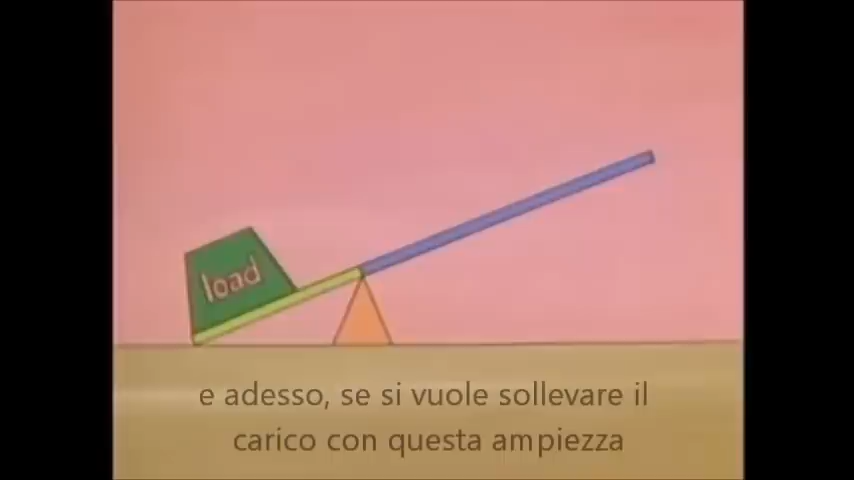 load
e adesso, se si vuole sollevare il
carico con questa ampiezza